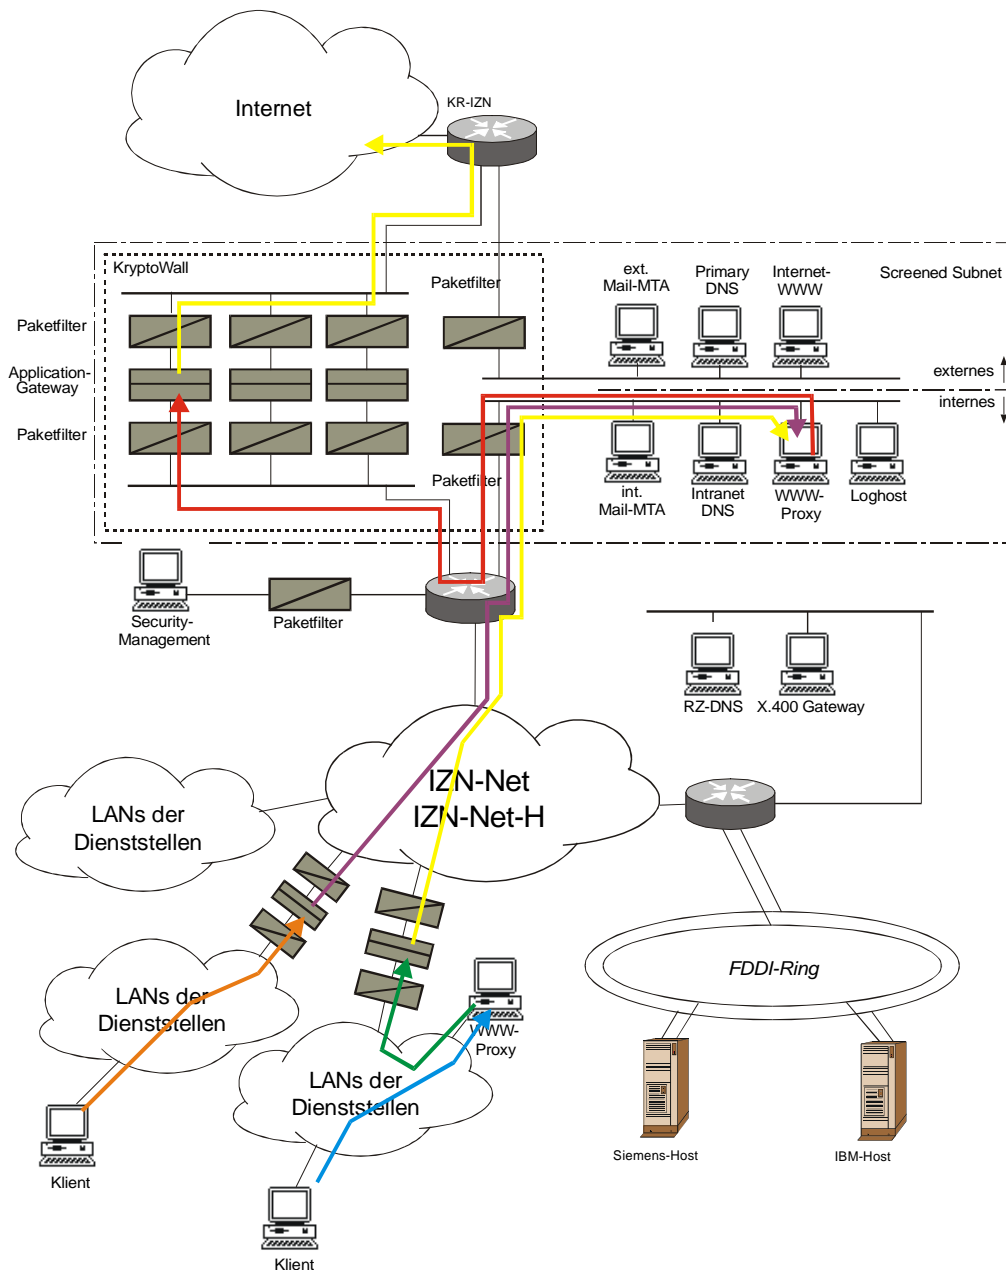 KR-IZN
Internet
KryptoWall
Paketfilter
ext.
Mail-MTA
Primary
DNS
Internet-
WWW
Screened Subnet
Paketfilter
Application-
Gateway
Paketfilter
externes
internes
Paketfilter
int.
Mail-MTA
Intranet
DNS
WWW-
Proxy
Loghost
Security-
Management
Paketfilter
RZ-DNS
X.400 Gateway
IZN-Net
IZN-Net-H
LANs der
Dienststellen
FDDI-Ring
LANs der
Dienststellen
WWW-
Proxy
LANs der
Dienststellen
Siemens-Host
IBM-Host
Klient
Klient